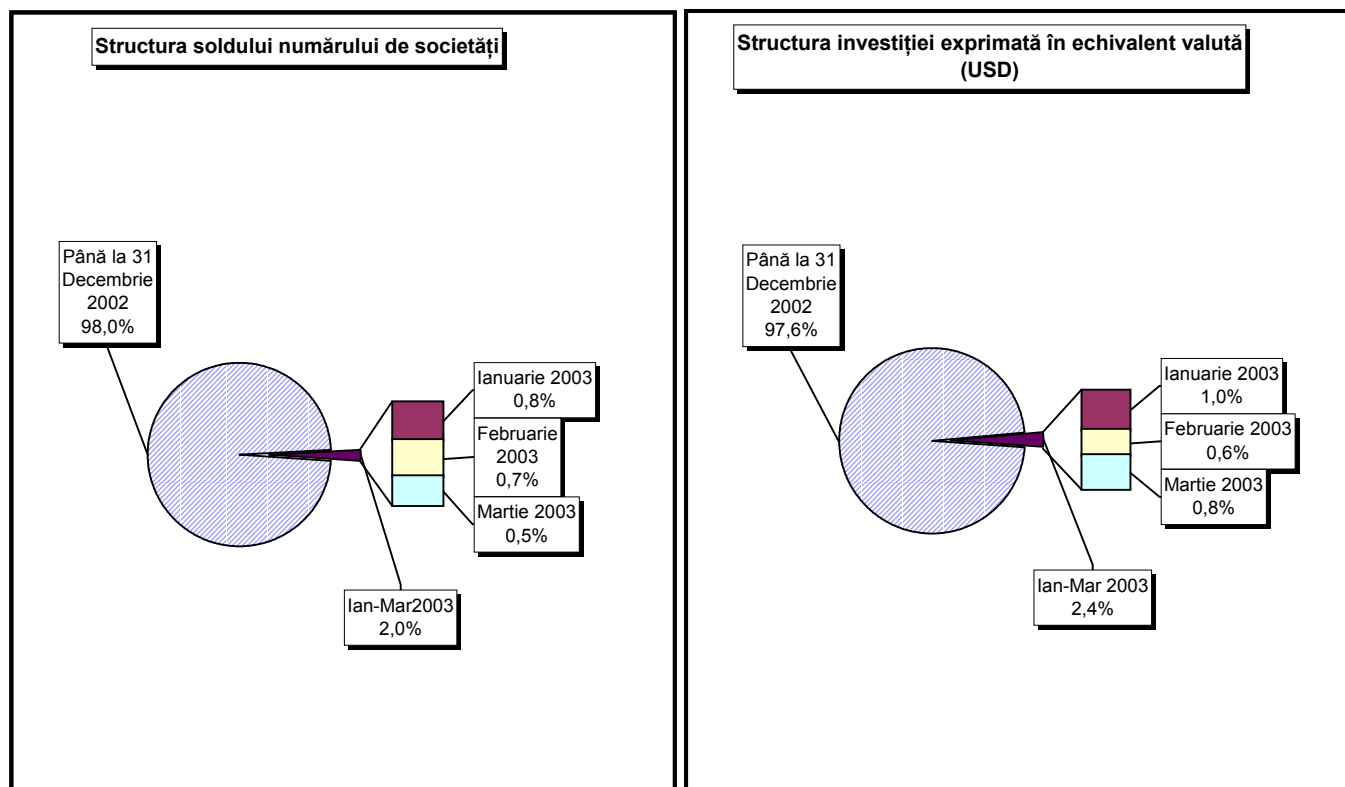 Structura soldului numărului de societăți
Până la 31
Decembrie
2002
98,0%
Ianuarie 2003
0,8%
Februarie
2003
0,7%
Martie 2003
0,5%
Ian-Mar2003
2,0%
Structura investiției exprimată în echivalent valută
(USD)
Până la 31
Decembrie
2002
97,6%
Ianuarie 2003
1,0%
Februarie 2003
0,6%
Martie 2003
0,8%
Ian-Mar 2003
2,4%